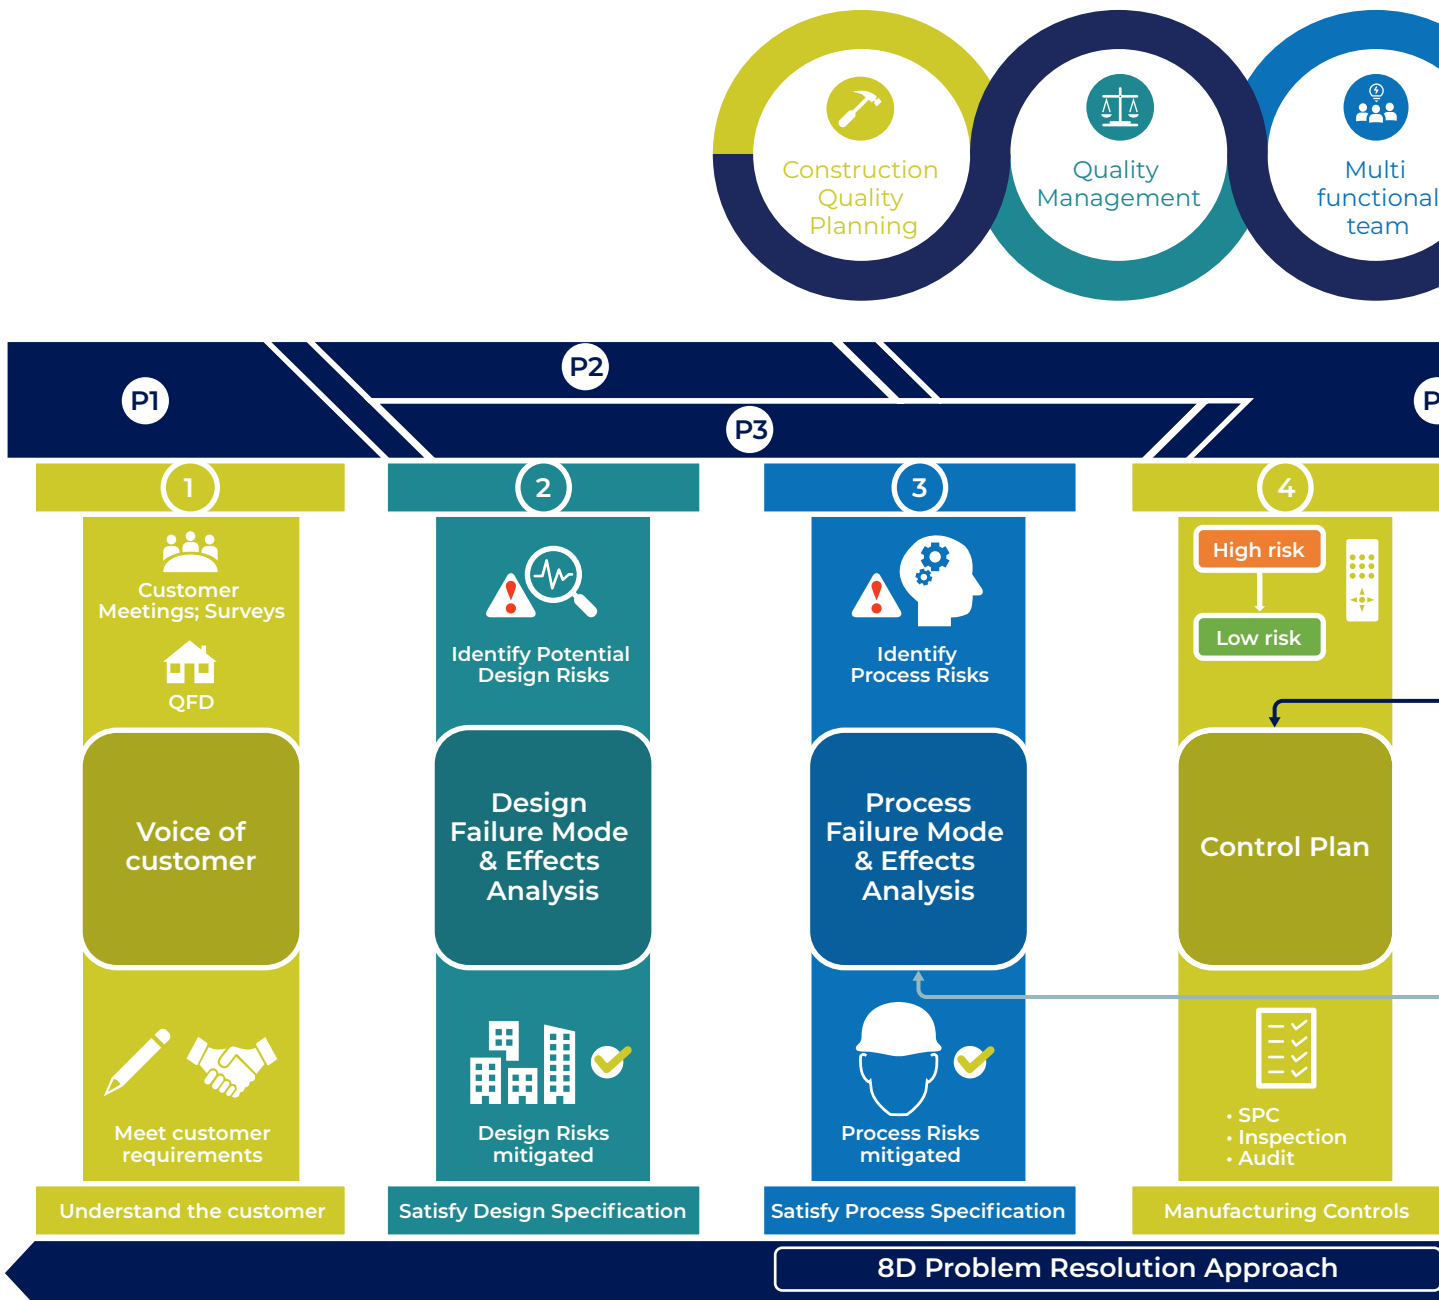 Construction
Quality
Planning
Quality
Management
Multi
functional
team
P1
P2
P3
P
1
Customer
Meetings; Surveys
QFD
Voice of
customer
Meet customer
requirements
Understand the customer
2
Identify Potential
Design Risks
Design
Failure Mode
& Effects
Analysis
Design Risks
mitigated
Satisfy Design Specification
3
Identify
Process Risks
Process
Failure Mode
& Effects
Analysis
Process Risks
mitigated
Satisfy Process Specification
4
High risk
Low risk
Control Plan
• SPC
• Inspection
• Audit
Manufacturing Controls
8D Problem Resolution Approach